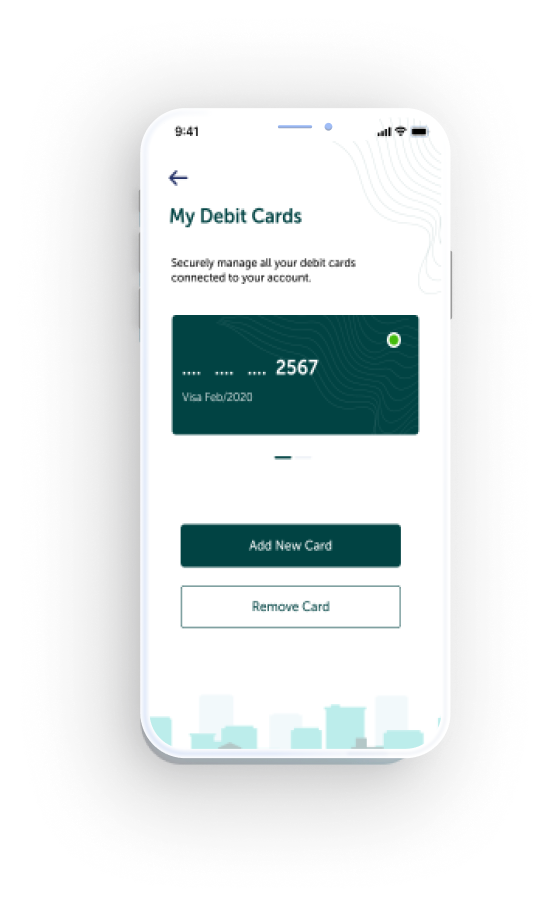 9:41
My Debit Cards
Securely manage all your debit cards
connected to your account.
.... .... .... 2567
Visa Feb/2020
Add New Card
Remove Card